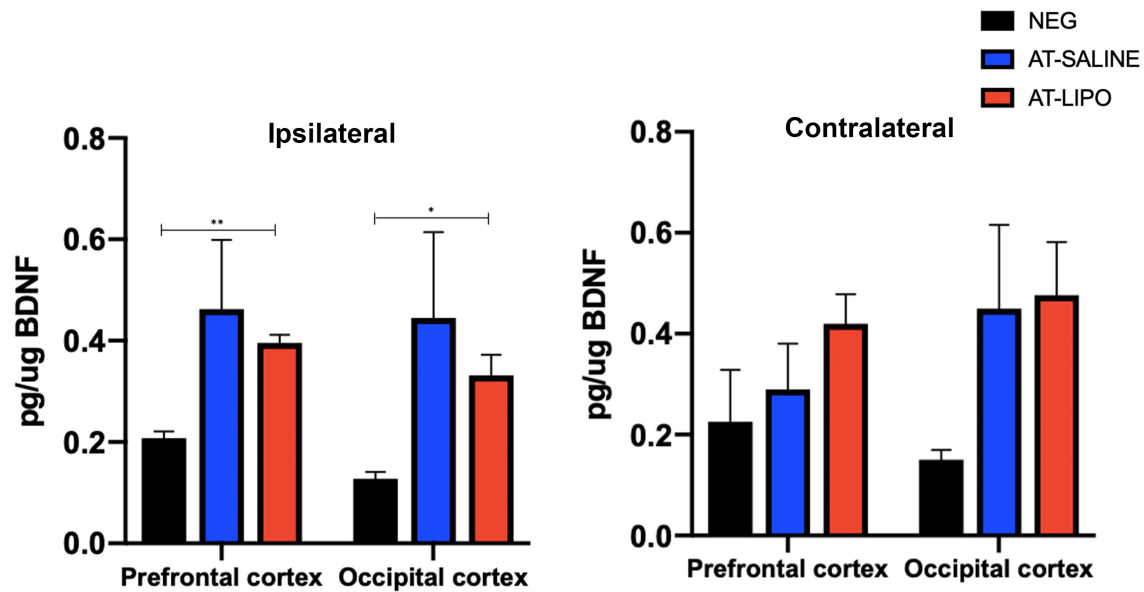 NEG
AT-SALINE
AT-LIPO
Ipsilateral
0.8
0.6
0.4
0.2
0.0
pg/ug BDNF
**
*
Prefrontal cortex
Occipital cortex
Contralateral
0.8
0.6
0.4
0.2
0.0
pg/ug BDNF
Prefrontal cortex
Occipital cortex